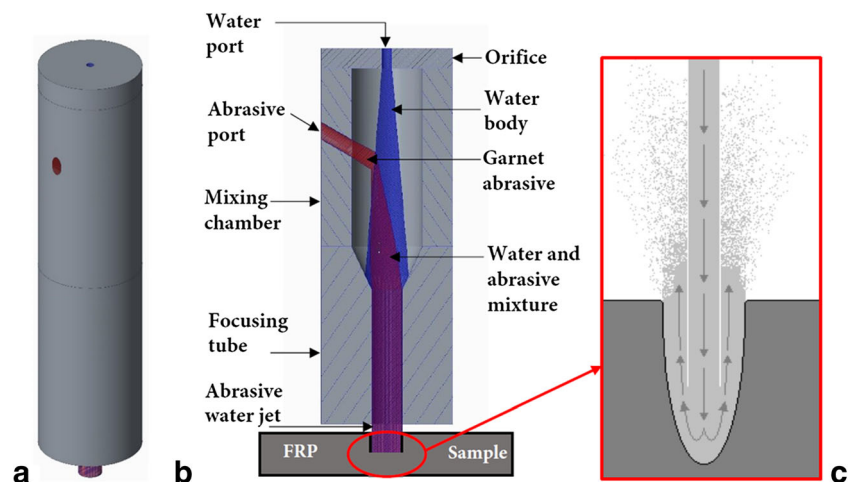 Water
port
Orifice
Abrasive
port
Water
body
Garnet
abrasive
Mixing
chamber
Water and
abrasive
mixture
Focusing
tube
Abrasive
water jet
FRP
Sample
a
b
c